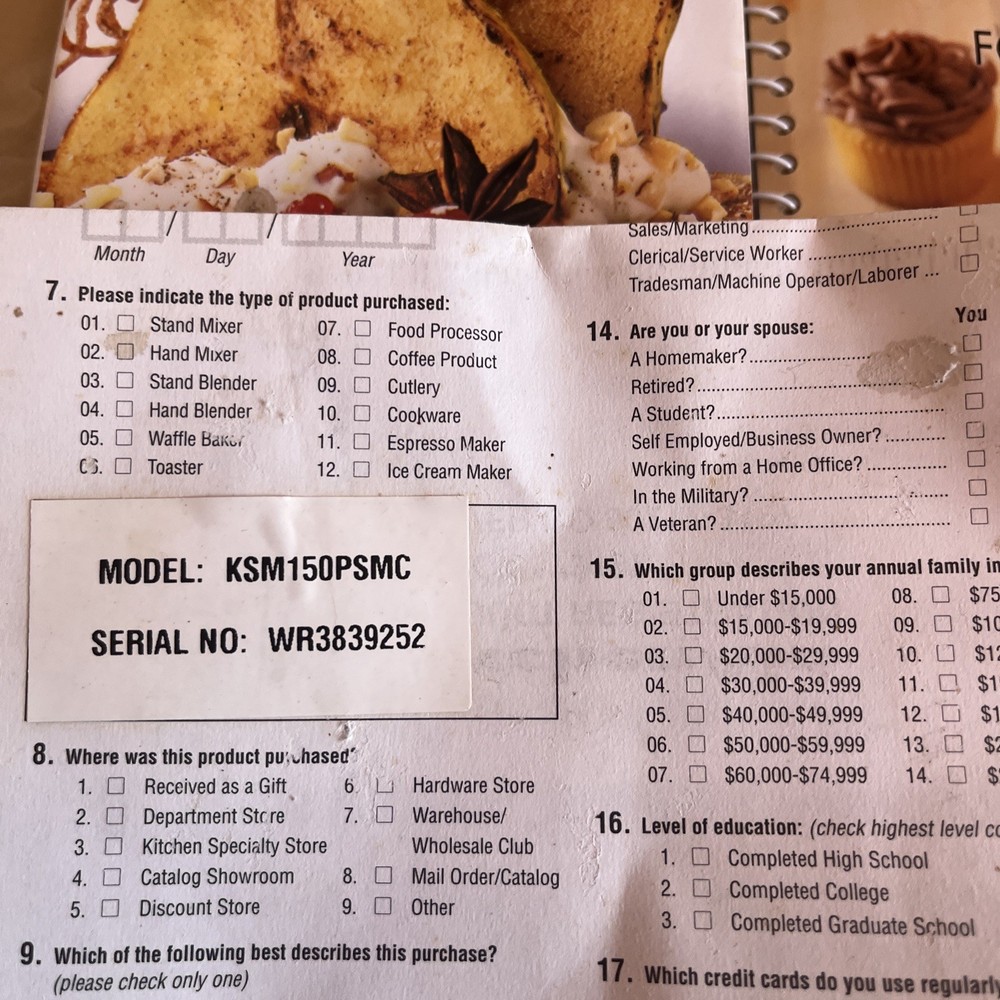 F
Month Day Year
7. Please indicate the type of product purchased:
01. Stand Mixer
02. Hand Mixer
03. Stand Blender
04. Hand Blender
05. Waffle Baker
06. Toaster
07. Food Processor
08. Coffee Product
09. Cutlery
10. Cookware
11. Espresso Maker
12. Ice Cream Maker
MODEL: KSM150PSMC
SERIAL NO: WR3839252
8. Where was this product purchased?
1. Received as a Gift
2. Department Store
3. Kitchen Specialty Store
4. Catalog Showroom
5. Discount Store
6. Hardware Store
7. Warehouse/
Wholesale Club
8. Mail Order/Catalog
9. Other
9. Which of the following best describes this purchase?
(please check only one)
Sales/Marketing
Clerical/Service Worker
Tradesman/Machine Operator/Laborer ...
You
14. Are you or your spouse:
A Homemaker?
Retired?
A Student?
Self Employed/Business Owner?
Working from a Home Office?
In the Military?
A Veteran?
15. Which group describes your annual family in
01. Under $15,000
02. $15,000-$19,999
03. $20,000-$29,999
04. $30,000-$39,999
05. $40,000-$49,999
06. $50,000-$59,999
07. $60,000-$74,999
08. $75
09. $10
10. $12
11. $1
12. $1
13. $2
14. $
16. Level of education: (check highest level co
1. Completed High School
2. Completed College
3. Completed Graduate School
17. Which credit cards do you use regularly